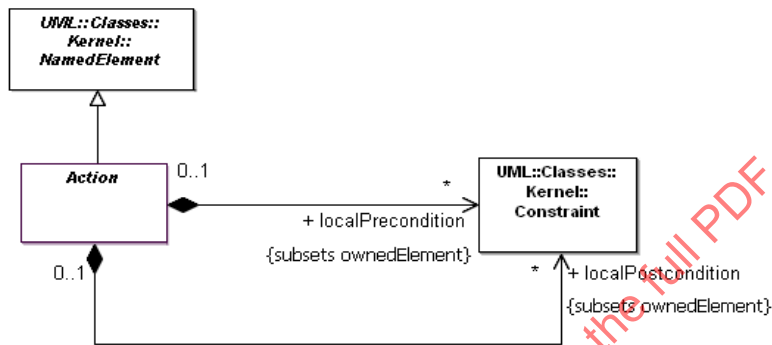 UML::Classes::
Kernel::
NamedElement
Action
0..1
*
+ localPrecondition
{subsets ownedElement}
UML::Classes::
Kernel::
Constraint
0..1
*
+ localPostcondition
{subsets ownedElement}
the full PDF